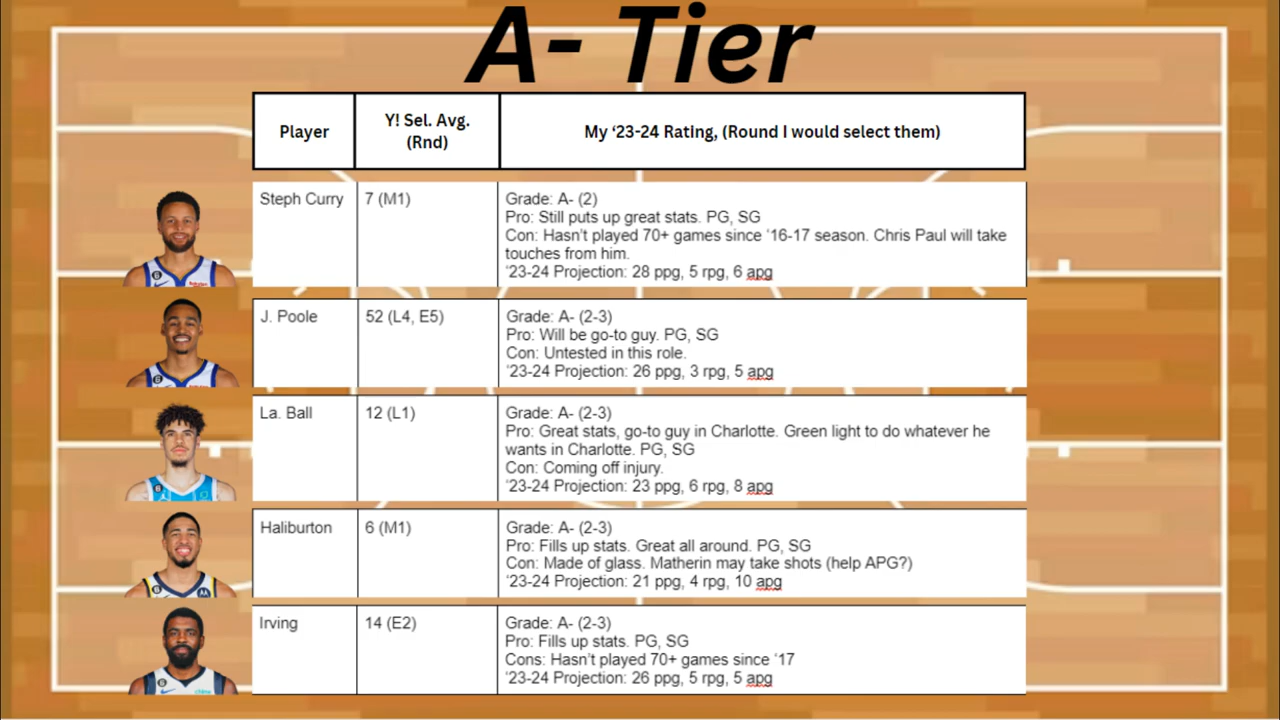 A- Tier
Player
Y! Sel. Avg.
(Rnd)
My ‘23-24 Rating, (Round I would select them)
Steph Curry
7 (M1)
Grade: A- (2)
Pro: Still puts up great stats. PG, SG
Con: Hasn’t played 70+ games since ‘16-17 season. Chris Paul will take
touches from him.
‘23-24 Projection: 28 ppg, 5 rpg, 6 apg
J. Poole
52 (L4, E5)
Grade: A- (2-3)
Pro: Will be go-to guy. PG, SG
Con: Untested in this role.
‘23-24 Projection: 26 ppg, 3 rpg, 5 apg
La. Ball
12 (L1)
Grade: A- (2-3)
Pro: Great stats, go-to guy in Charlotte. Green light to do whatever he
wants in Charlotte. PG, SG
Con: Coming off injury.
‘23-24 Projection: 23 ppg, 6 rpg, 8 apg
Haliburton
6 (M1)
Grade: A- (2-3)
Pro: Fills up stats. Great all around. PG, SG
Con: Made of glass. Matherin may take shots (help APG?)
‘23-24 Projection: 21 ppg, 4 rpg, 10 apg
Irving
14 (E2)
Grade: A- (2-3)
Pro: Fills up stats. PG, SG
Cons: Hasn’t played 70+ games since ‘17
‘23-24 Projection: 26 ppg, 5 rpg, 5 apg